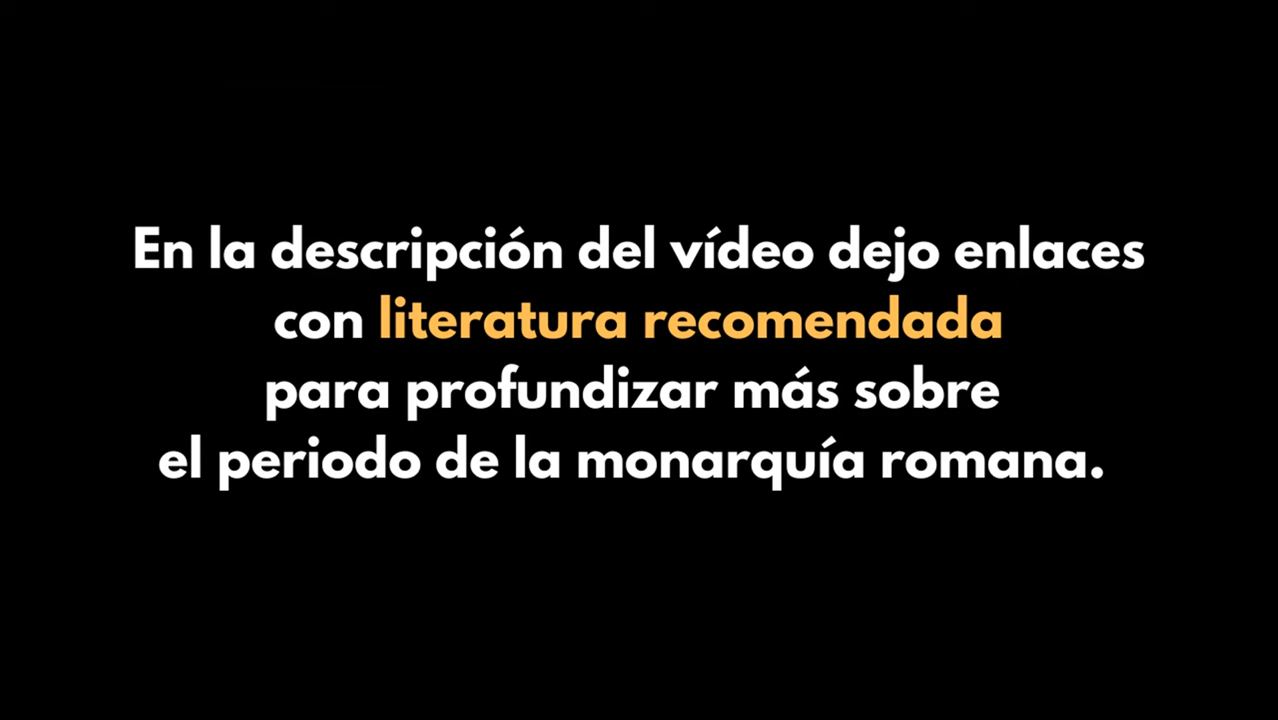 En la descripción del vídeo dejo enlaces
con literatura recomendada
para profundizar más sobre
el periodo de la monarquía romana.